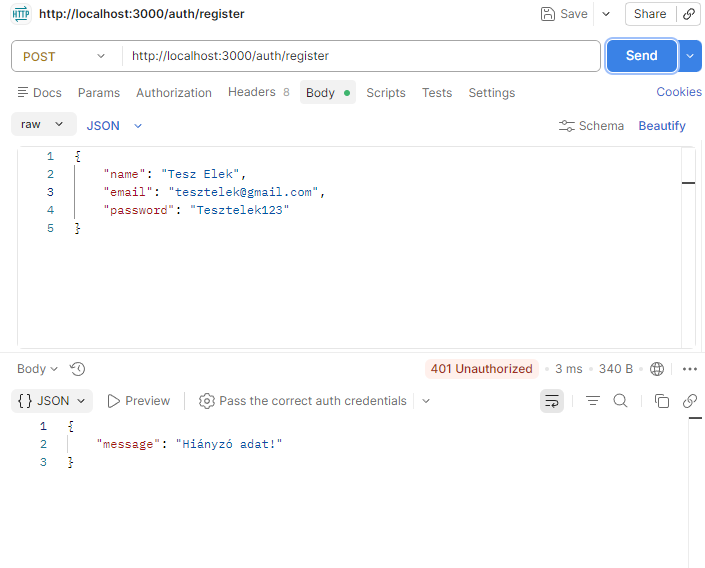 HTTP http://localhost:3000/auth/register Save Share
POST http://localhost:3000/auth/register Send
Docs Params Authorization Headers 8 Body Scripts Tests Settings Cookies
raw JSON Schema Beautify
1 {
2 "name": "Tesz Elek",
3 "email": "tesztelek@gmail.com",
4 "password": "Tesztelek123"
5 }
Body 401 Unauthorized • 3 ms • 340 B
{} JSON Preview Pass the correct auth credentials
1 {
2 "message": "Hiányzó adat!"
3 }